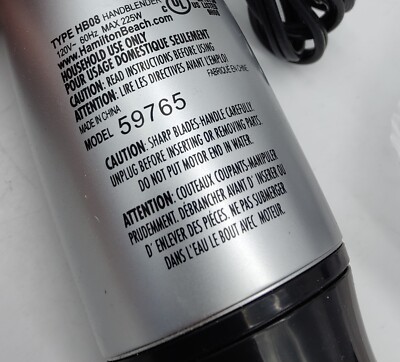 TYPE HB08 HANDBLENDER
120V~ 60Hz MAX.225W
www.HamiltonBeach.com
HOUSEHOLD USE ONLY
POUR USAGE DOMESTIQUE SEULEMENT
CAUTION: READ INSTRUCTIONS BEFORE USING
ATTENTION: LIRE LES DIRECTIVES AVANT L'EMPLOI
MADE IN CHINA FABRIQUÉ EN CHINE
MODEL 59765
CAUTION: SHARP BLADES-HANDLE CAREFULLY.
UNPLUG BEFORE INSERTING OR REMOVING PARTS.
DO NOT PUT MOTOR END IN WATER.
ATTENTION: COUTEAUX COUPANTS-MANIPULER
PRUDEMMENT. DÉBRANCHER AVANT D' INSERER OU
D' ENLEVER DES PIÈCES. NE PAS SUBMERGER
DANS L'EAU LE BOUT AVEC MOTEUR.